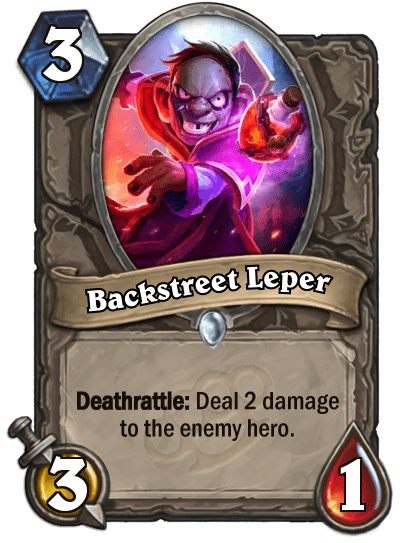 3
Backstreet Leper
Deathrattle: Deal 2 damage
to the enemy hero.
3
1